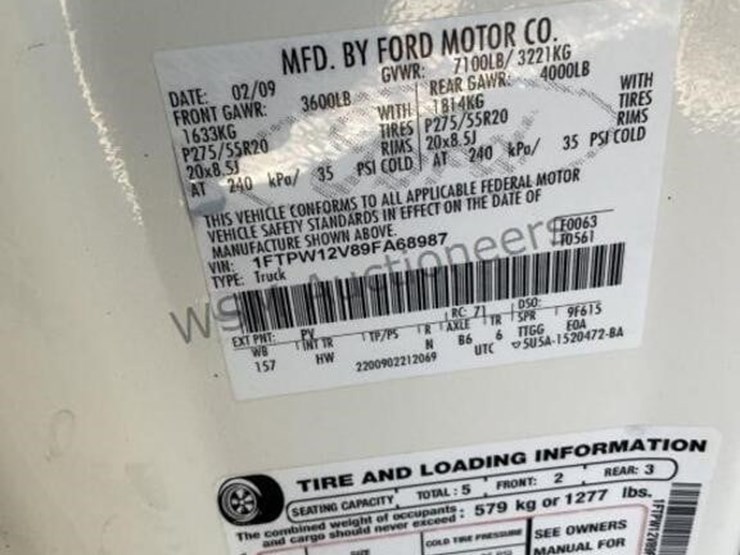 MFD. BY FORD MOTOR CO.
DATE: 02/09 GVWR: 7100LB/ 3221KG
FRONT GAWR: 3600LB REAR GAWR: 4000LB
1633KG WITH 1814KG WITH
P275/55R20 TIRES P275/55R20 TIRES
20x8.5J RIMS 20x8.5J RIMS
AT 240 kPa/ 35 PSI COLD AT 240 kPa/ 35 PSI COLD
THIS VEHICLE CONFORMS TO ALL APPLICABLE FEDERAL MOTOR
VEHICLE SAFETY STANDARDS IN EFFECT ON THE DATE OF
MANUFACTURE SHOWN ABOVE.
VIN: 1FTPW12V89FA68987 F0063
TYPE: Truck T0561
WSM Auctioneers
EXT PNT: PV RC: 71 DSO:
WB INT TR TP/PS R AXLE TR SPR 9F615
157 HW N B6 6 TTGG E0A
2200902212069 UTC 5U5A-1520472-BA
TIRE AND LOADING INFORMATION
SEATING CAPACITY TOTAL: 5 FRONT: 2 REAR: 3
The combined weight of occupants
and cargo should never exceed: 579 kg or 1277 lbs.
COLD TIRE PRESSURE SEE OWNERS
MANUAL FOR